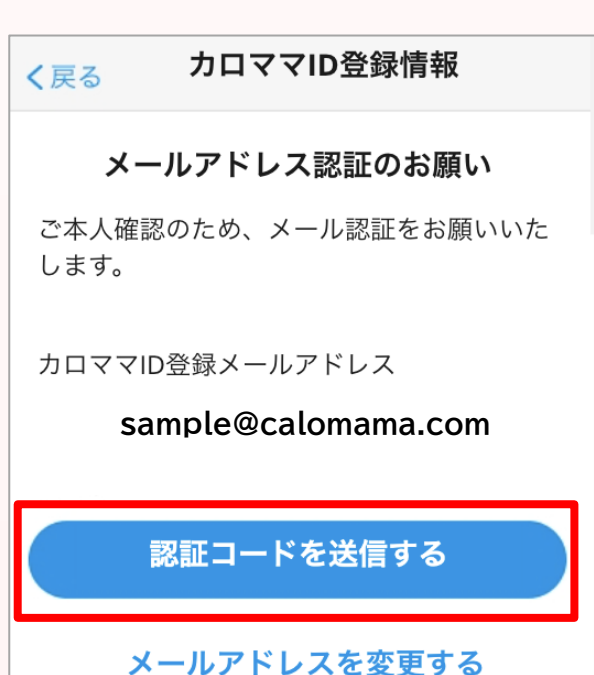 戻る
カロママID登録情報
メールアドレス認証のお願い
ご本人確認のため、メール認証をお願いいた
します。
カロママID登録メールアドレス
sample@calomama.com
認証コードを送信する
メールアドレスを変更する